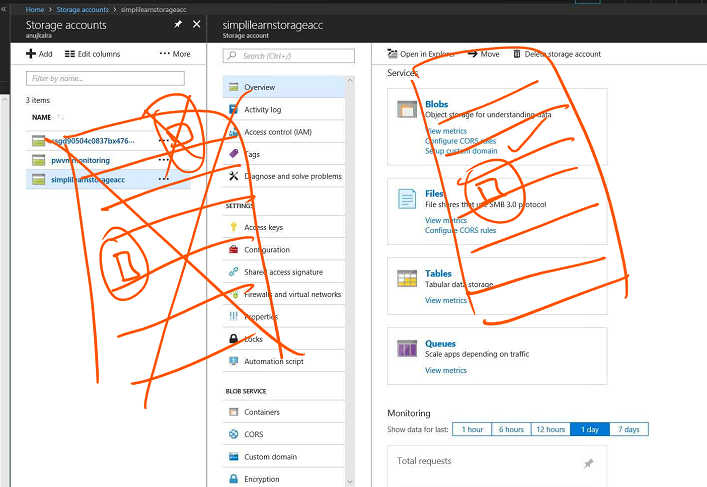 Home > Storage accounts > simplilearnstorageacc
Storage accounts
anujkalra
Add
Edit columns
More
Filter by name...
3 items
NAME
pwvmmonitoring
simplilearnstorageacc
simplilearnstorageacc
Storage account
Search (Ctrl+/)
Overview
Activity log
Access control (IAM)
Tags
Diagnose and solve problems
SETTINGS
Access keys
Configuration
Shared access signature
Firewalls and virtual networks
Properties
Locks
Automation script
BLOB SERVICE
Containers
CORS
Custom domain
Encryption
Open in Explorer
Move
Delete storage account
Services
Blobs
Object storage for understanding data
View metrics
Configure CORS rules
Setup custom domain
Files
File shares that use SMB 3.0 protocol
View metrics
Configure CORS rules
Tables
Tabular data storage
View metrics
Queues
Scale apps depending on traffic
View metrics
Monitoring
Show data for last:
1 hour
6 hours
12 hours
1 day
7 days
Total requests